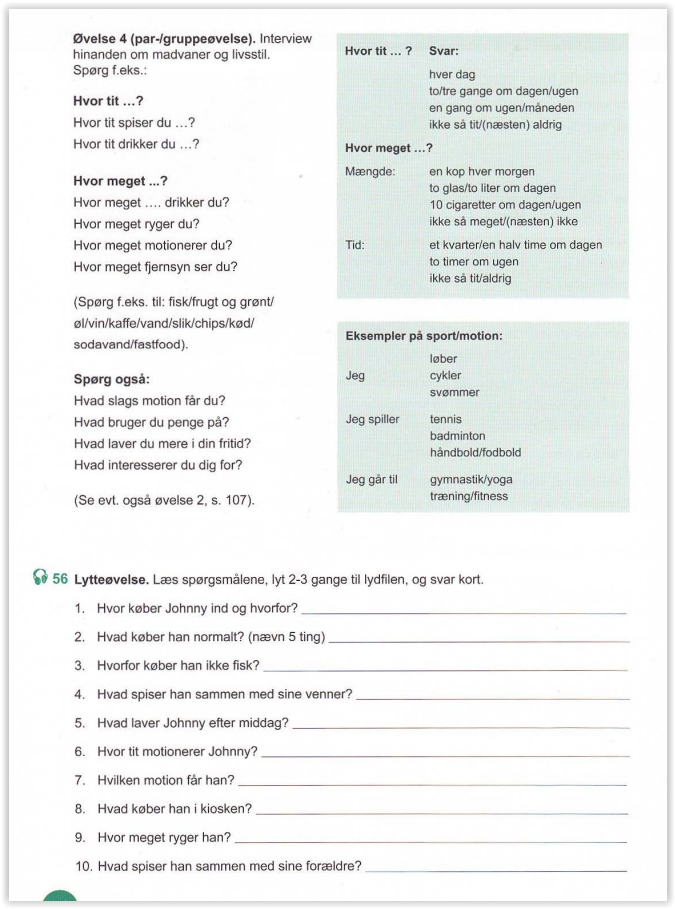 Øvelse 4 (par-/gruppeøvelse). Interview
hinanden om madvaner og livsstil.
Spørg f.eks.:
Hvor tit ...?
Hvor tit spiser du ...?
Hvor tit drikker du ...?
Hvor meget ...?
Hvor meget .... drikker du?
Hvor meget ryger du?
Hvor meget motionerer du?
Hvor meget fjernsyn ser du?
(Spørg f.eks. til: fisk/frugt og grønt/
øl/vin/kaffe/vand/slik/chips/kød/
sodavand/fastfood).
Spørg også:
Hvad slags motion får du?
Hvad bruger du penge på?
Hvad laver du mere i din fritid?
Hvad interesserer du dig for?
(Se evt. også øvelse 2, s. 107).
Hvor tit ... ? Svar:
hver dag
to/tre gange om dagen/ugen
en gang om ugen/måneden
ikke så tit/(næsten) aldrig
Hvor meget ...?
Mængde: en kop hver morgen
to glas/to liter om dagen
10 cigaretter om dagen/ugen
ikke så meget/(næsten) ikke
Tid: et kvarter/en halv time om dagen
to timer om ugen
ikke så tit/aldrig
Eksempler på sport/motion:
løber
Jeg cykler
svømmer
Jeg spiller tennis
badminton
håndbold/fodbold
Jeg går til gymnastik/yoga
træning/fitness
56 Lytteøvelse. Læs spørgsmålene, lyt 2-3 gange til lydfilen, og svar kort.
1. Hvor køber Johnny ind og hvorfor?
2. Hvad køber han normalt? (nævn 5 ting)
3. Hvorfor køber han ikke fisk?
4. Hvad spiser han sammen med sine venner?
5. Hvad laver Johnny efter middag?
6. Hvor tit motionerer Johnny?
7. Hvilken motion får han?
8. Hvad køber han i kiosken?
9. Hvor meget ryger han?
10. Hvad spiser han sammen med sine forældre?